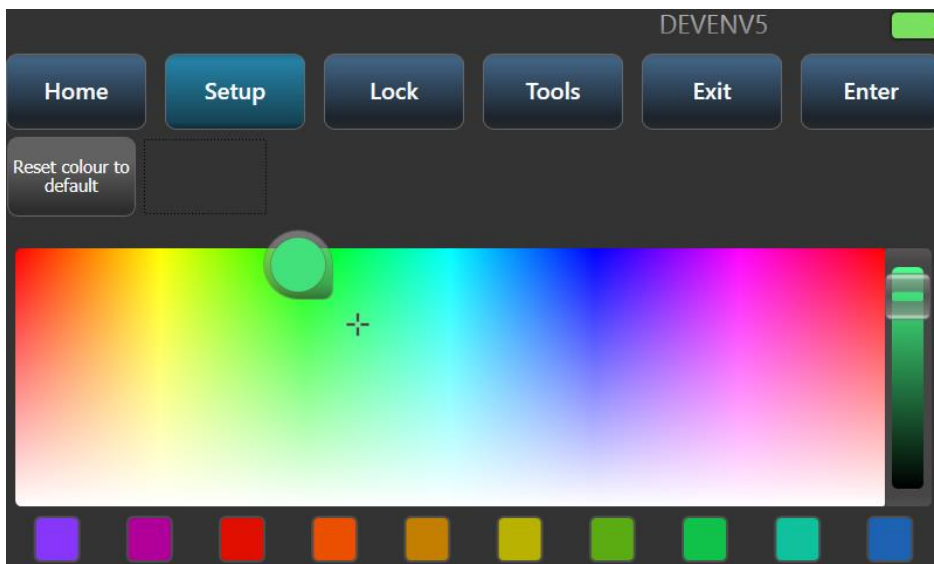 DEVENV5
Home
Setup
Lock
Tools
Exit
Enter
Reset colour to
default